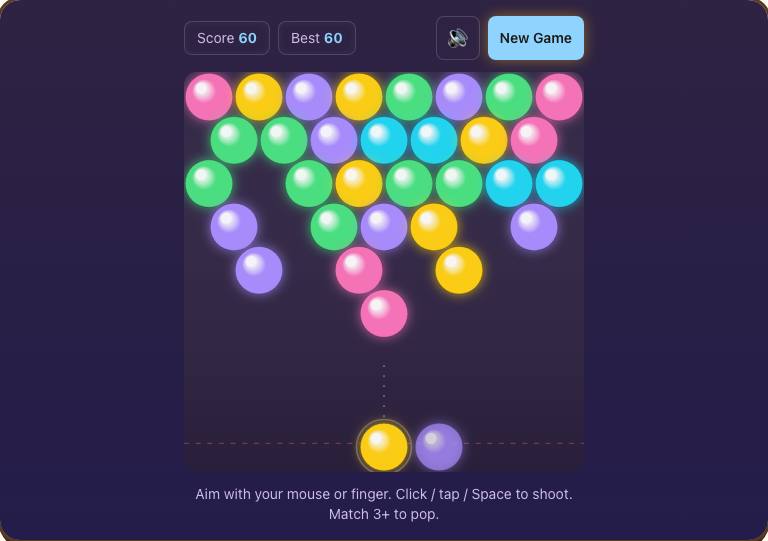 Score 60
Best 60
New Game
Aim with your mouse or finger. Click / tap / Space to shoot.
Match 3+ to pop.